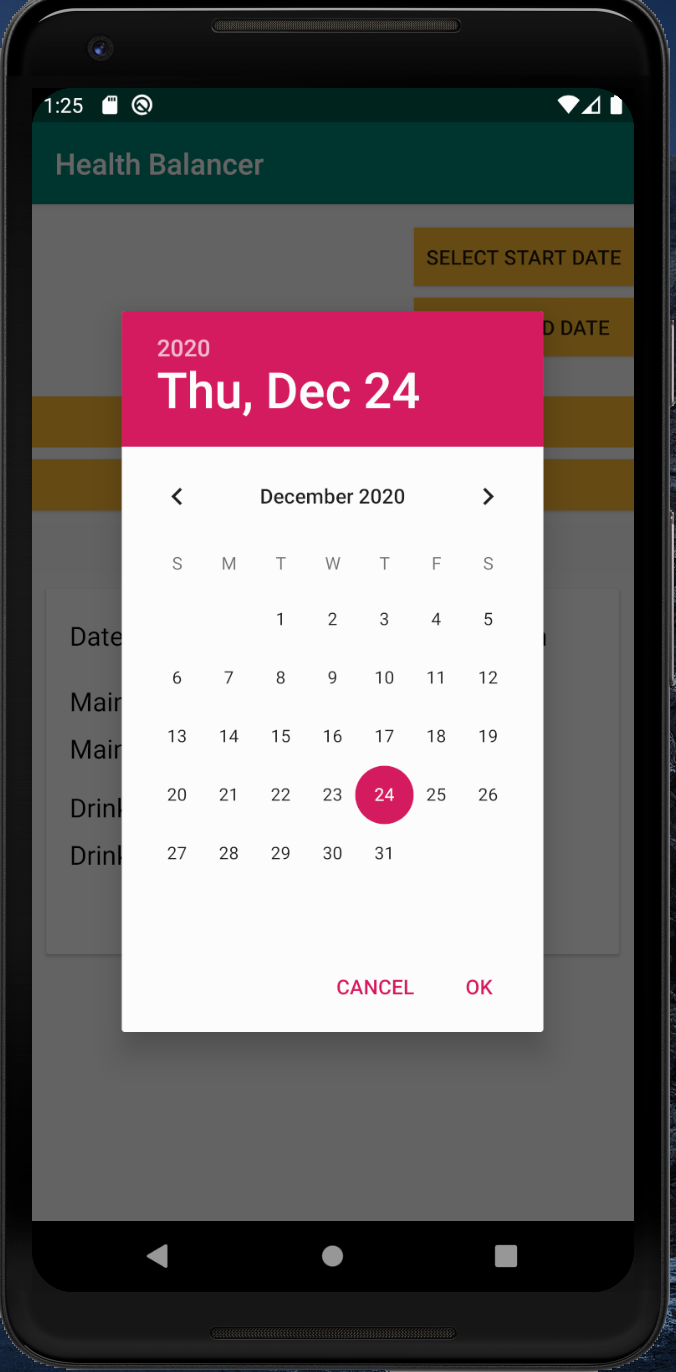 1:25
Health Balancer
SELECT START DATE
D DATE
2020
Thu, Dec 24
December 2020
S M T W T F S
1 2 3 4 5
6 7 8 9 10 11 12
13 14 15 16 17 18 19
20 21 22 23 24 25 26
27 28 29 30 31
Date
Drink
Drink
CANCEL OK